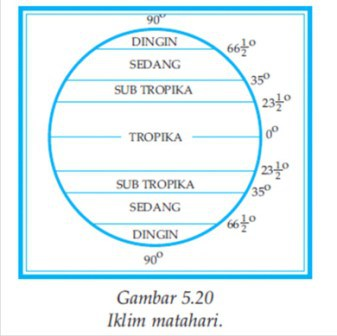 90°
DINGIN
66½°
SEDANG
35°
SUB TROPIKA
23½°
TROPIKA
0°
23½°
SUB TROPIKA
35°
SEDANG
66½°
DINGIN
90°
Gambar 5.20
Iklim matahari.